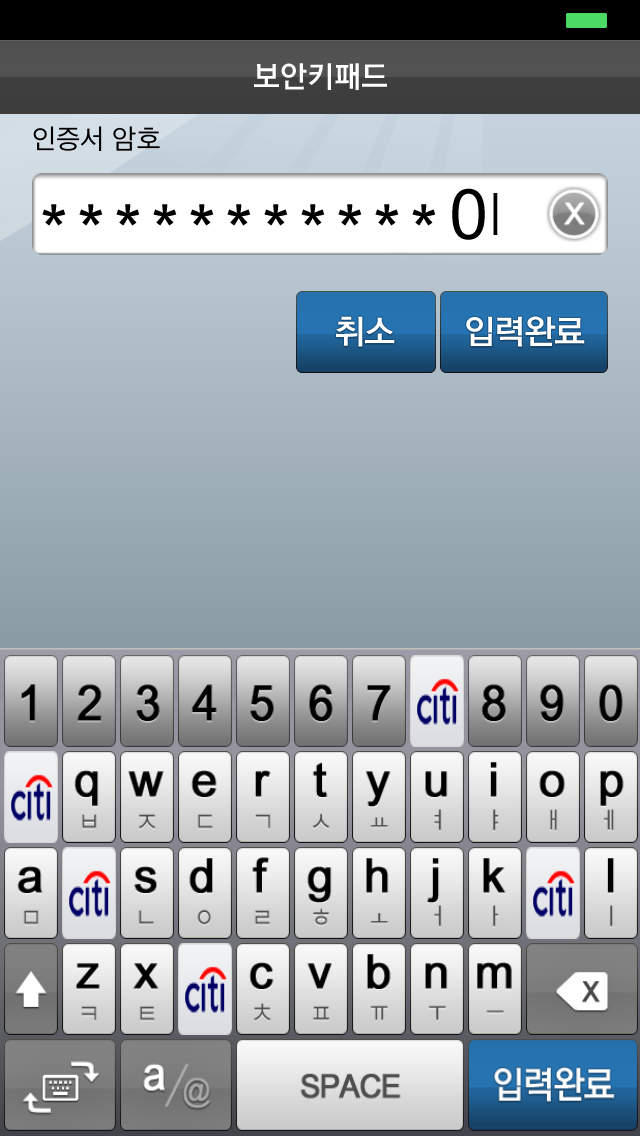 보안키패드
인증서 암호
***********0
취소 입력완료
1 2 3 4 5 6 7 citi 8 9 0
citi q w e r t y u i o p
ㅂ ㅈ ㄷ ㄱ ㅅ ㅛ ㅕ ㅑ ㅐ ㅔ
a citi s d f g h j k citi l
ㅁ ㄴ ㅇ ㄹ ㅎ ㅗ ㅓ ㅏ ㅣ
z x citi c v b n m X
ㅋ ㅌ ㅊ ㅍ ㅠ ㅜ ㅡ
a/@ SPACE 입력완료